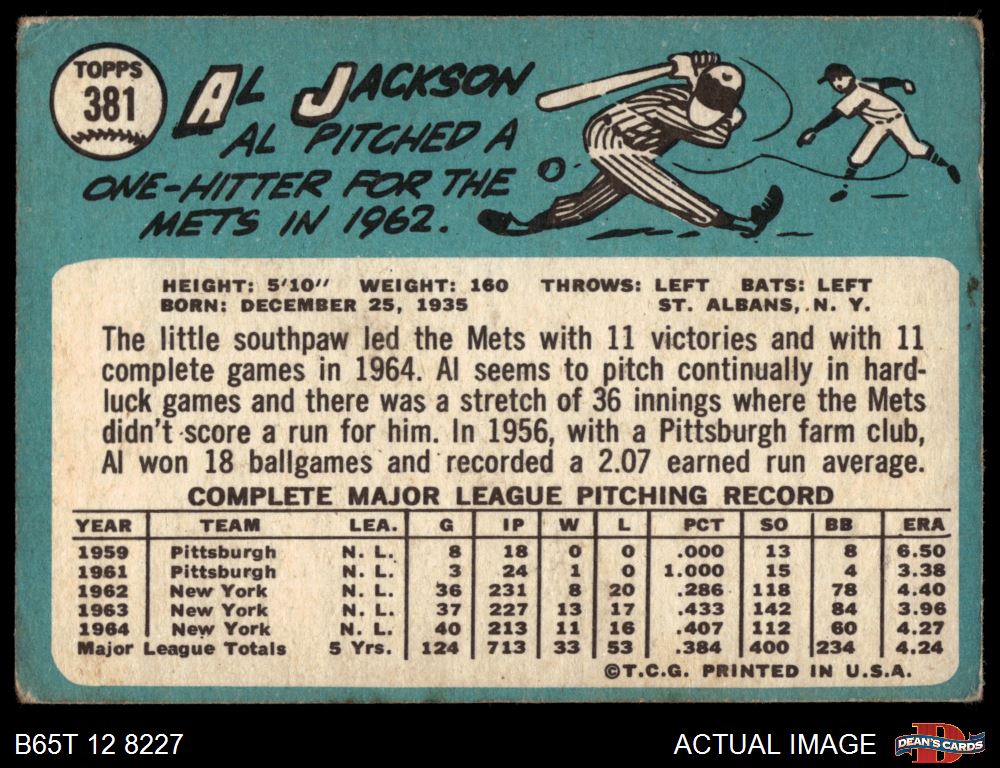 TOPPS
381
AL JACKSON
AL PITCHED A
ONE-HITTER FOR THE
METS IN 1962.
HEIGHT: 5'10" WEIGHT: 160 THROWS: LEFT BATS: LEFT
BORN: DECEMBER 25, 1935 ST. ALBANS, N. Y.
The little southpaw led the Mets with 11 victories and with 11
complete games in 1964. Al seems to pitch continually in hard-
luck games and there was a stretch of 36 innings where the Mets
didn't score a run for him. In 1956, with a Pittsburgh farm club,
Al won 18 ballgames and recorded a 2.07 earned run average.
COMPLETE MAJOR LEAGUE PITCHING RECORD
YEAR TEAM LEA. G IP W L PCT SO BB ERA
1959 Pittsburgh N. L. 8 18 0 0 .000 13 8 6.50
1961 Pittsburgh N. L. 3 24 1 0 1.000 15 4 3.38
1962 New York N. L. 36 231 8 20 .286 118 78 4.40
1963 New York N. L. 37 227 13 17 .433 142 84 3.96
1964 New York N. L. 40 213 11 16 .407 112 60 4.27
Major League Totals 5 Yrs. 124 713 33 53 .384 400 234 4.24
©T.C.G. PRINTED IN U.S.A.
B65T 12 8227
ACTUAL IMAGE
D
DEAN'S CARDS